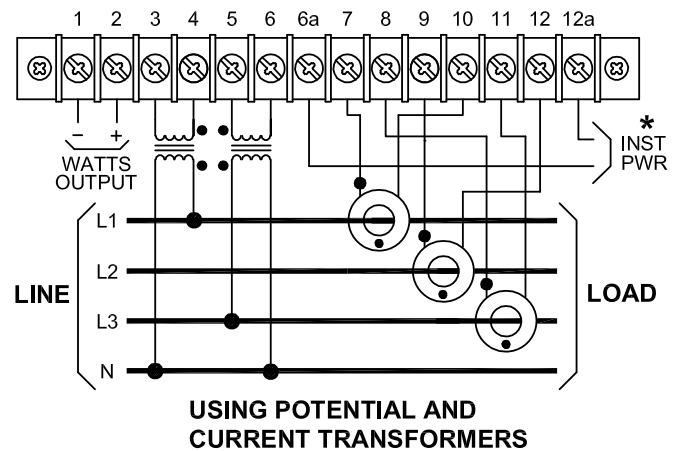 1 2 3 4 5 6 6a 7 8 9 10 11 12 12a
– +
WATTS
OUTPUT
*
INST
PWR
L1
L2
LINE
LOAD
L3
N
USING POTENTIAL AND
CURRENT TRANSFORMERS